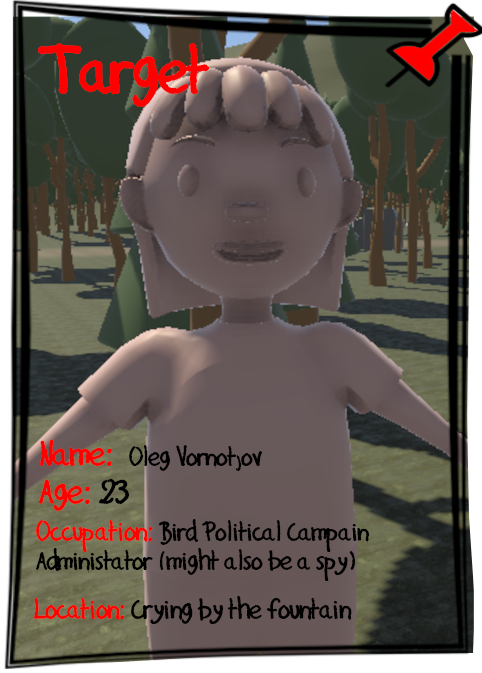 Target
Name: Oleg Vornotjov
Age: 23
Occupation: Bird Political Campain
Administator (might also be a spy)
Location: Crying by the fountain